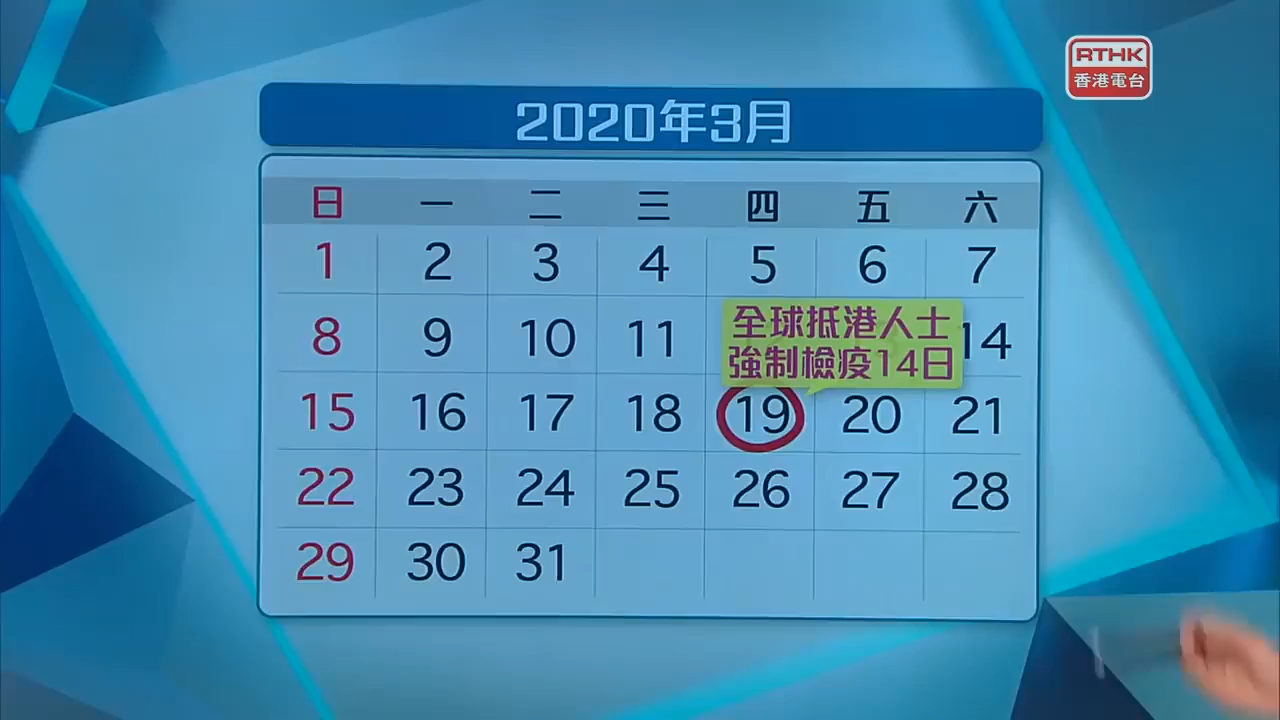 RTHK
香港電台
2020年3月
日 一 二 三 四 五 六
1 2 3 4 5 6 7
8 9 10 11 14
全球抵港人士
強制檢疫14日
15 16 17 18 19 20 21
22 23 24 25 26 27 28
29 30 31